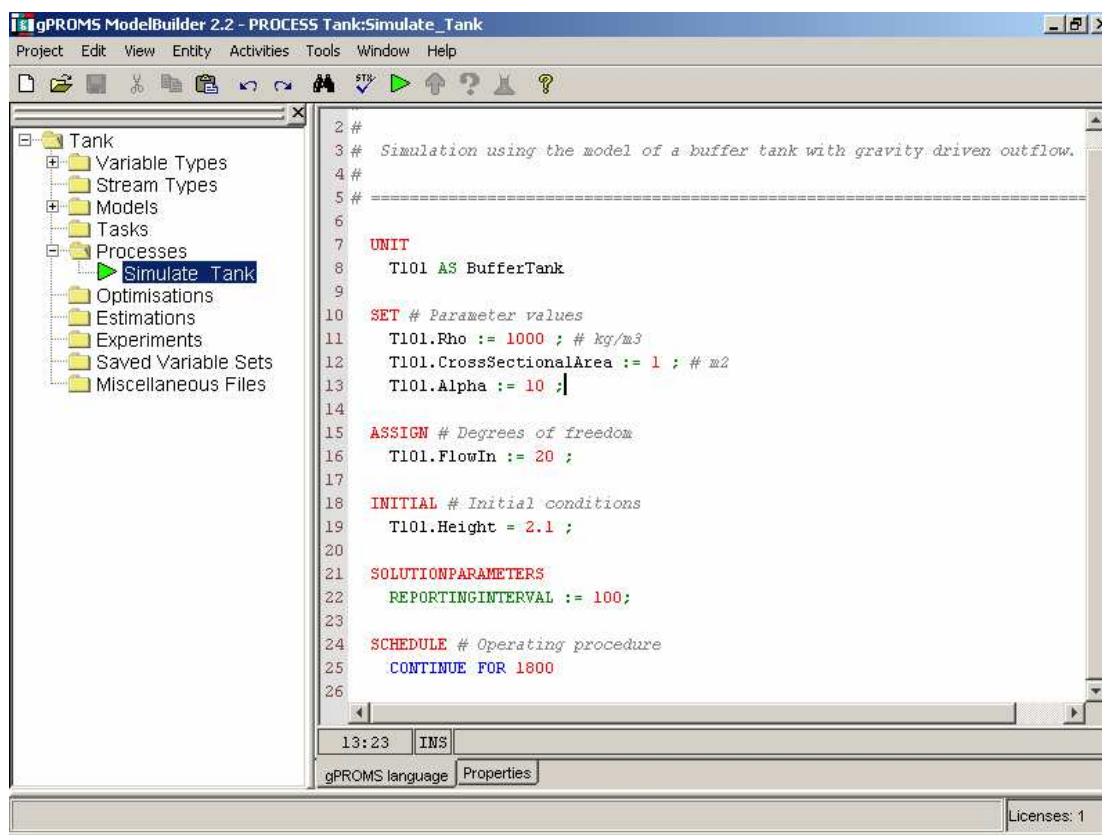 gPROMS ModelBuilder 2.2 - PROCESS Tank:Simulate_Tank
Project Edit View Entity Activities Tools Window Help
Tank
Variable Types
Stream Types
Models
Tasks
Processes
Simulate_Tank
Optimisations
Estimations
Experiments
Saved Variable Sets
Miscellaneous Files
2 #
3 # Simulation using the model of a buffer tank with gravity driven outflow.
4 #
5 # ===========================================================================
6
7 UNIT
8 T101 AS BufferTank
9
10 SET # Parameter values
11 T101.Rho := 1000 ; # kg/m3
12 T101.CrossSectionalArea := 1 ; # m2
13 T101.Alpha := 10 ;
14
15 ASSIGN # Degrees of freedom
16 T101.FlowIn := 20 ;
17
18 INITIAL # Initial conditions
19 T101.Height = 2.1 ;
20
21 SOLUTIONPARAMETERS
22 REPORTINGINTERVAL := 100;
23
24 SCHEDULE # Operating procedure
25 CONTINUE FOR 1800
26
13:23 INS
gPROMS language Properties
Licenses: 1